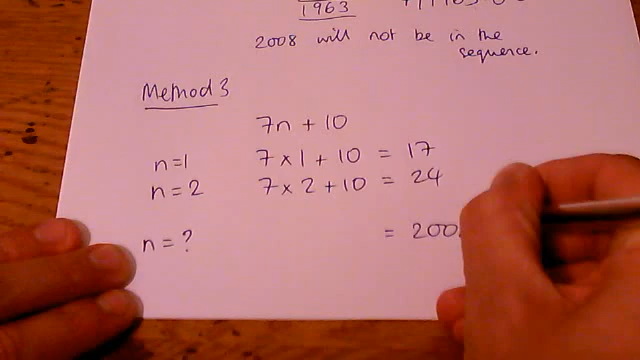 1963
2008 will not be in the
sequence.
Method 3
7n + 10
n=1 7 × 1 + 10 = 17
n = 2 7 × 2 + 10 = 24
n = ? = 200